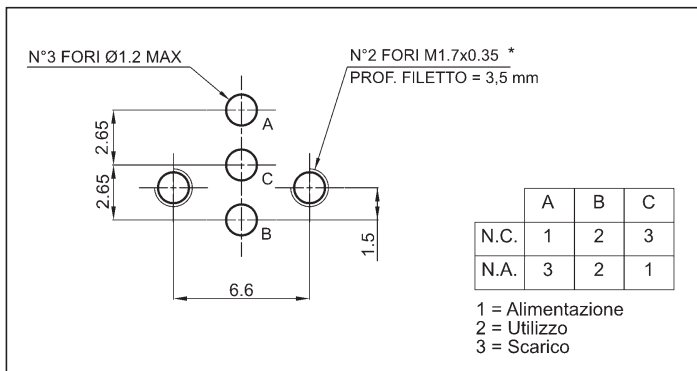 N°3 FORI Ø1.2 MAX
N°2 FORI M1.7x0.35 *
PROF. FILETTO = 3,5 mm
A
2.65
C
2.65
B
1.5
6.6
A B C
N.C. 1 2 3
N.A. 3 2 1
1 = Alimentazione
2 = Utilizzo
3 = Scarico